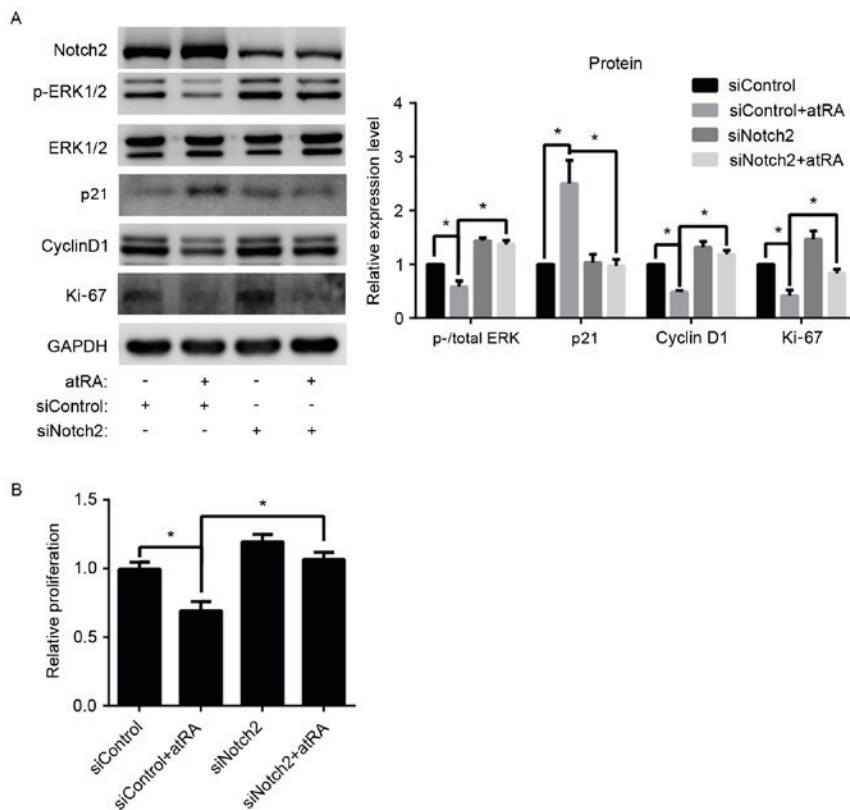 A
Notch2
p-ERK1/2
ERK1/2
p21
CyclinD1
Ki-67
GAPDH
atRA: - + - +
siControl: + + - -
siNotch2: - - + +
Protein
siControl
siControl+atRA
siNotch2
siNotch2+atRA
Relative expression level
4
3
2
1
0
* * * * * * * *
p-/total ERK p21 Cyclin D1 Ki-67
B
Relative proliferation
1.5
1.0
0.5
0.0
* *
siControl
siControl+atRA
siNotch2
siNotch2+atRA